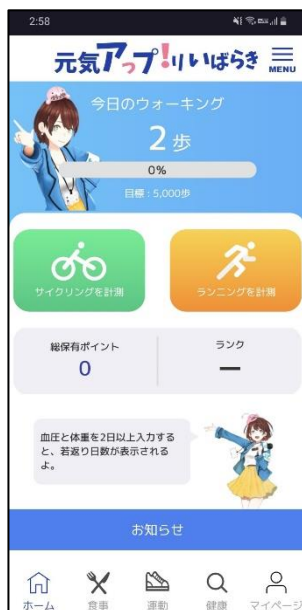 2:58
元気アっプ!りいばらき
MENU
今日のウォーキング
2 歩
0%
目標:5,000歩
サイクリングを計測
ランニングを計測
総保有ポイント
0
ランク
ー
血圧と体重を2日以上入力する
と、若返り日数が表示される
よ。
お知らせ
ホーム
食事
運動
健康
マイページ